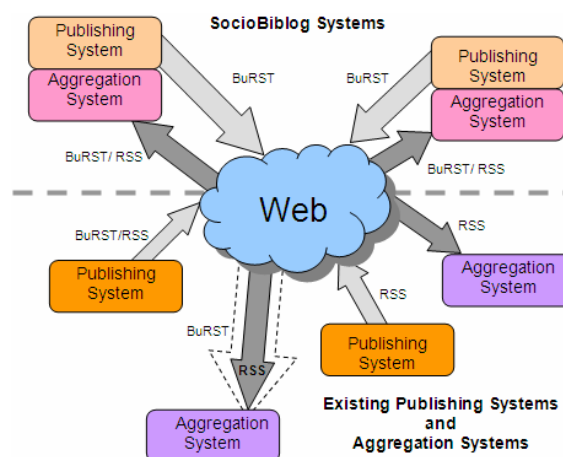 SocioBiblog Systems
Publishing
System
Aggregation
System
BuRST
BuRST
Publishing
System
Aggregation
System
BuRST/ RSS
BuRST/ RSS
Web
BuRST/RSS
RSS
Publishing
System
Aggregation
System
BuRST
RSS
RSS
Publishing
System
Aggregation
System
Existing Publishing Systems
and
Aggregation Systems